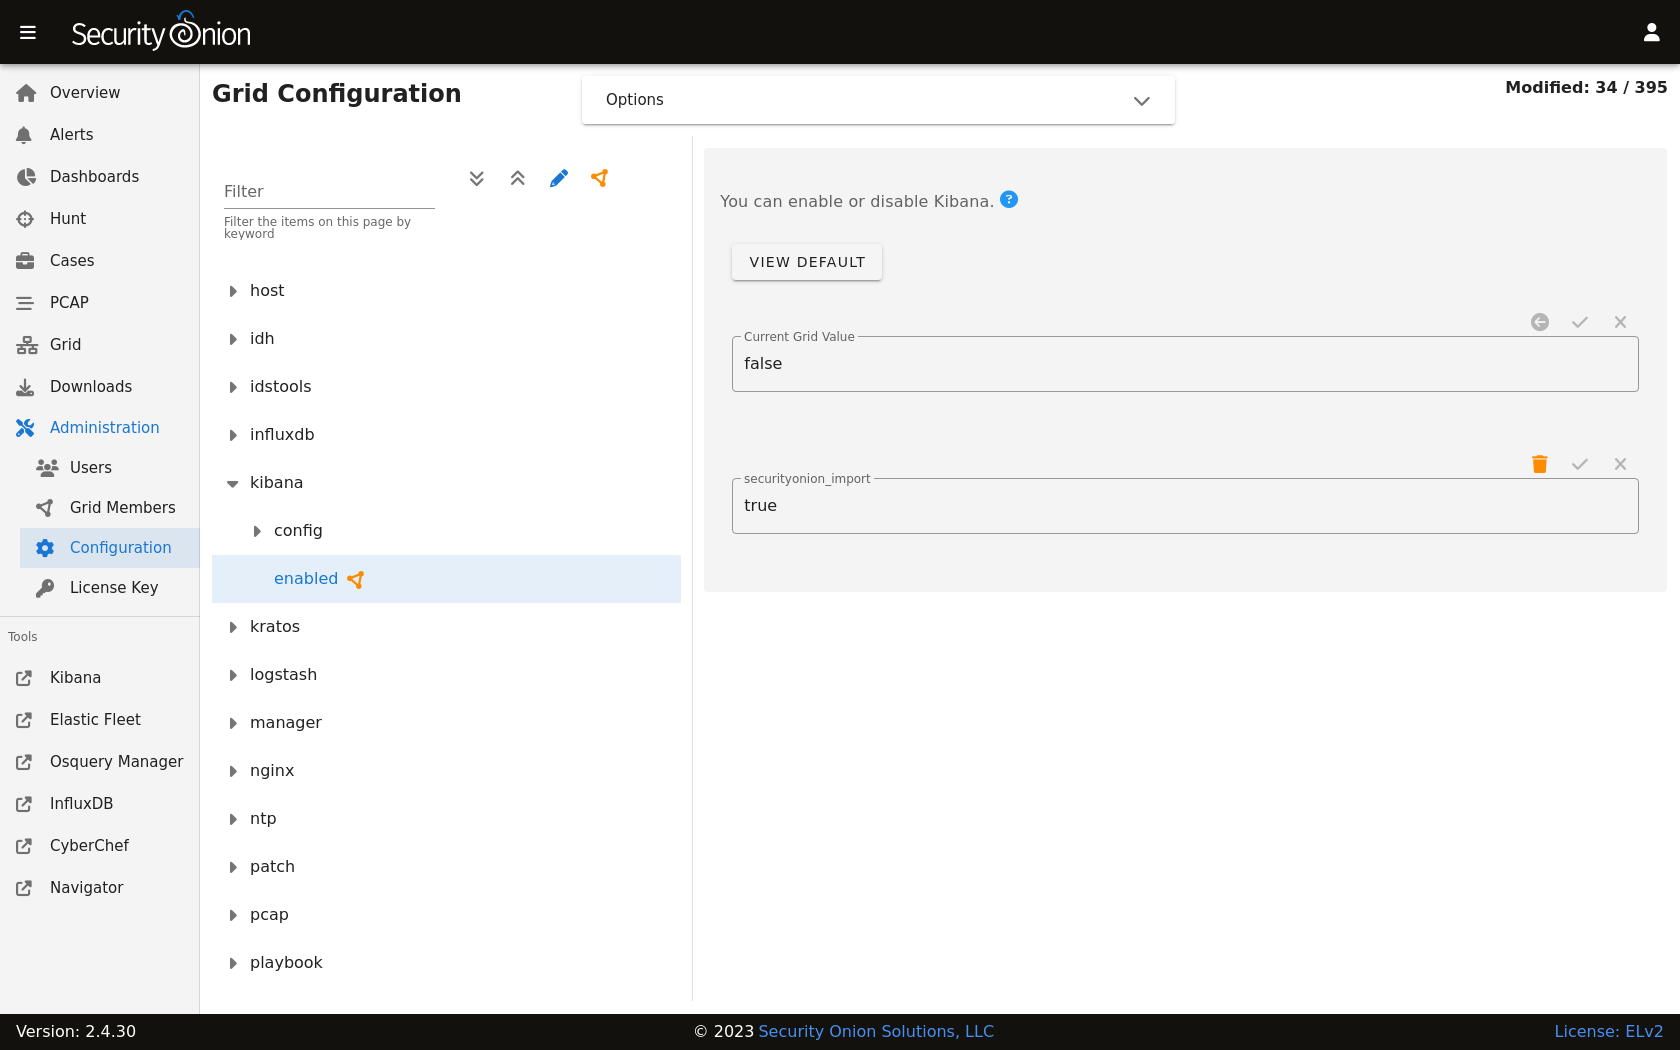 Security Onion
Overview
Alerts
Dashboards
Hunt
Cases
PCAP
Grid
Downloads
Administration
Users
Grid Members
Configuration
License Key
Tools
Kibana
Elastic Fleet
Osquery Manager
InfluxDB
CyberChef
Navigator
Grid Configuration
Options
Modified: 34 / 395
Filter
Filter the items on this page by
keyword
host
idh
idstools
influxdb
kibana
config
enabled
kratos
logstash
manager
nginx
ntp
patch
pcap
playbook
You can enable or disable Kibana. ?
VIEW DEFAULT
Current Grid Value
false
securityonion_import
true
Version: 2.4.30
© 2023 Security Onion Solutions, LLC
License: ELv2